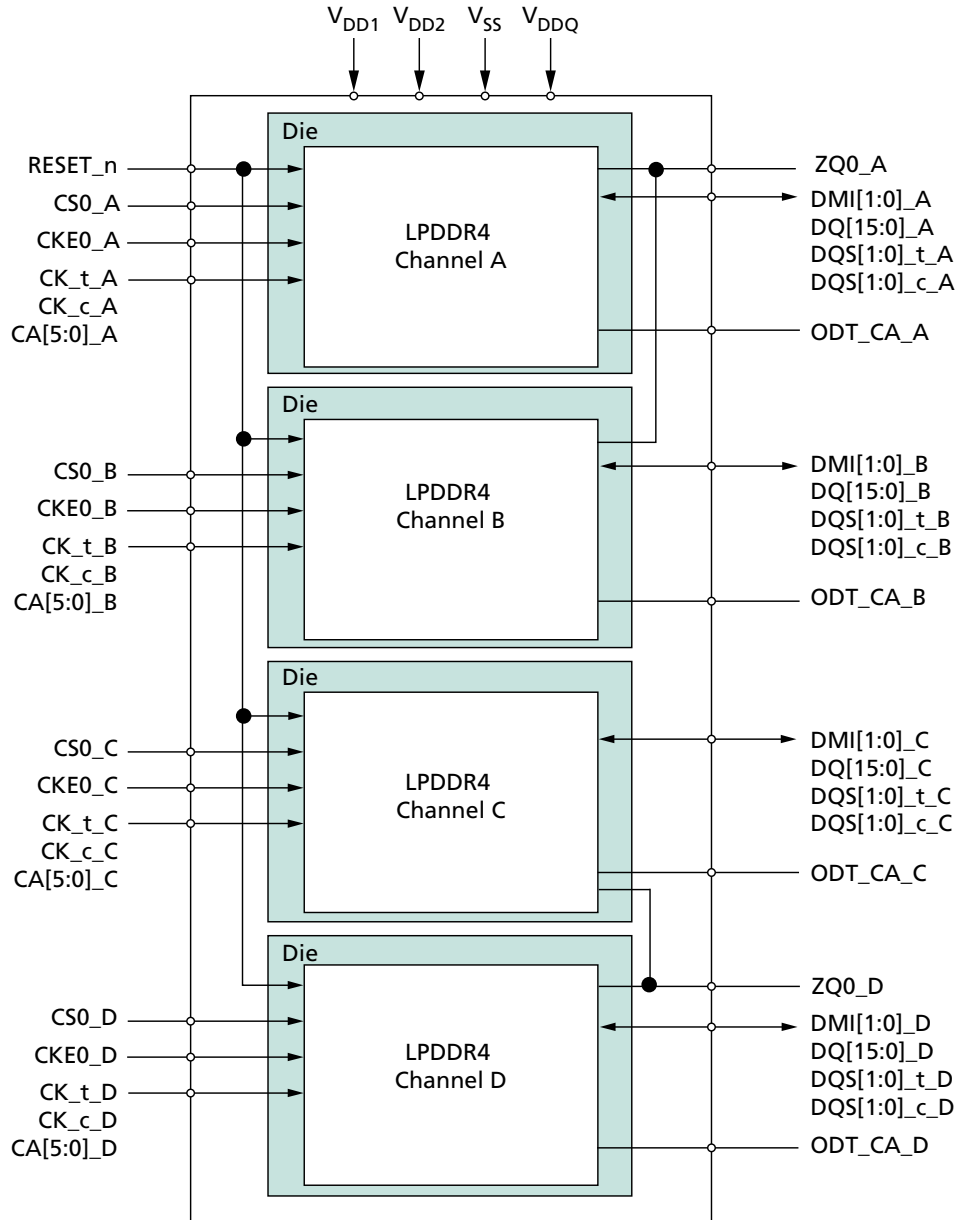 VDD1 VDD2 VSS VDDQ
Die
RESET_n
CS0_A
CKE0_A
CK_t_A
CK_c_A
CA[5:0]_A
LPDDR4
Channel A
ZQ0_A
DMI[1:0]_A
DQ[15:0]_A
DQS[1:0]_t_A
DQS[1:0]_c_A
ODT_CA_A
Die
CS0_B
CKE0_B
CK_t_B
CK_c_B
CA[5:0]_B
LPDDR4
Channel B
DMI[1:0]_B
DQ[15:0]_B
DQS[1:0]_t_B
DQS[1:0]_c_B
ODT_CA_B
Die
CS0_C
CKE0_C
CK_t_C
CK_c_C
CA[5:0]_C
LPDDR4
Channel C
DMI[1:0]_C
DQ[15:0]_C
DQS[1:0]_t_C
DQS[1:0]_c_C
ODT_CA_C
Die
CS0_D
CKE0_D
CK_t_D
CK_c_D
CA[5:0]_D
LPDDR4
Channel D
ZQ0_D
DMI[1:0]_D
DQ[15:0]_D
DQS[1:0]_t_D
DQS[1:0]_c_D
ODT_CA_D